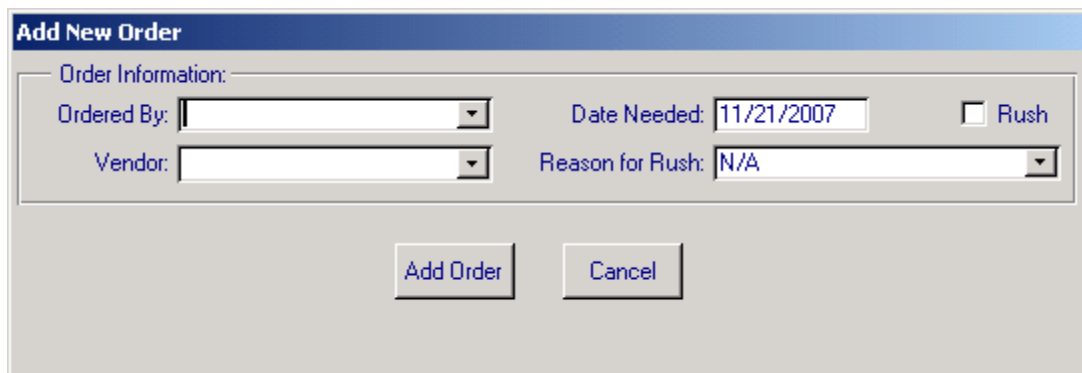 Add New Order
Order Information:
Ordered By: Date Needed: 11/21/2007 Rush
Vendor: Reason for Rush: N/A
Add Order Cancel